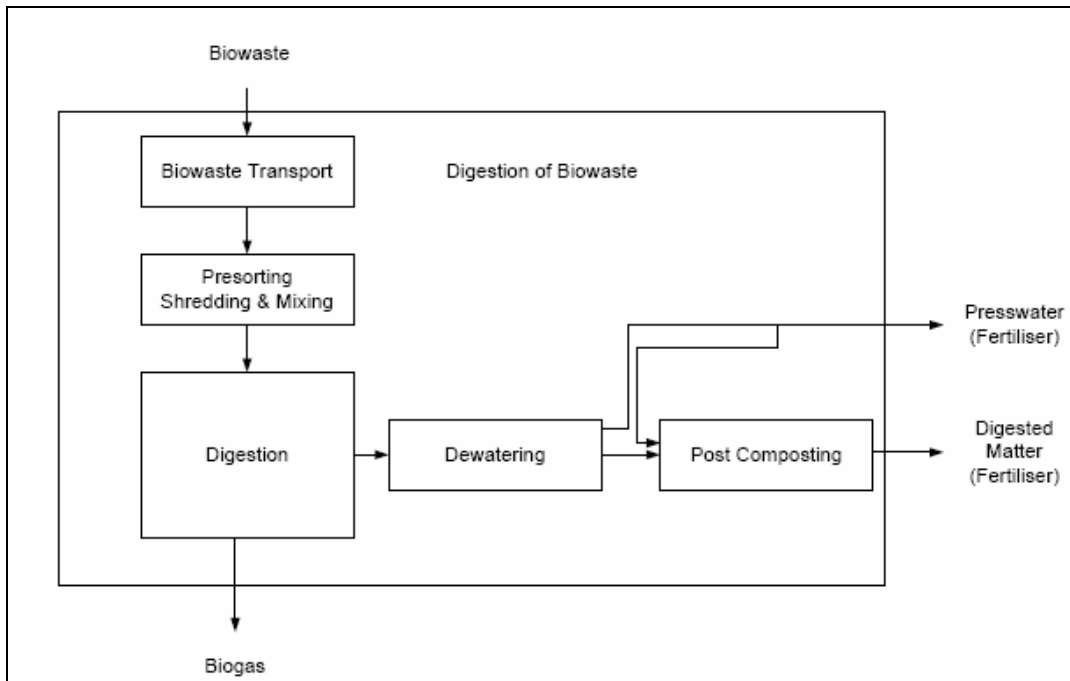 Biowaste
Biowaste Transport
Digestion of Biowaste
Presorting
Shredding & Mixing
Presswater
(Fertiliser)
Digestion
Dewatering
Post Composting
Digested
Matter
(Fertiliser)
Biogas